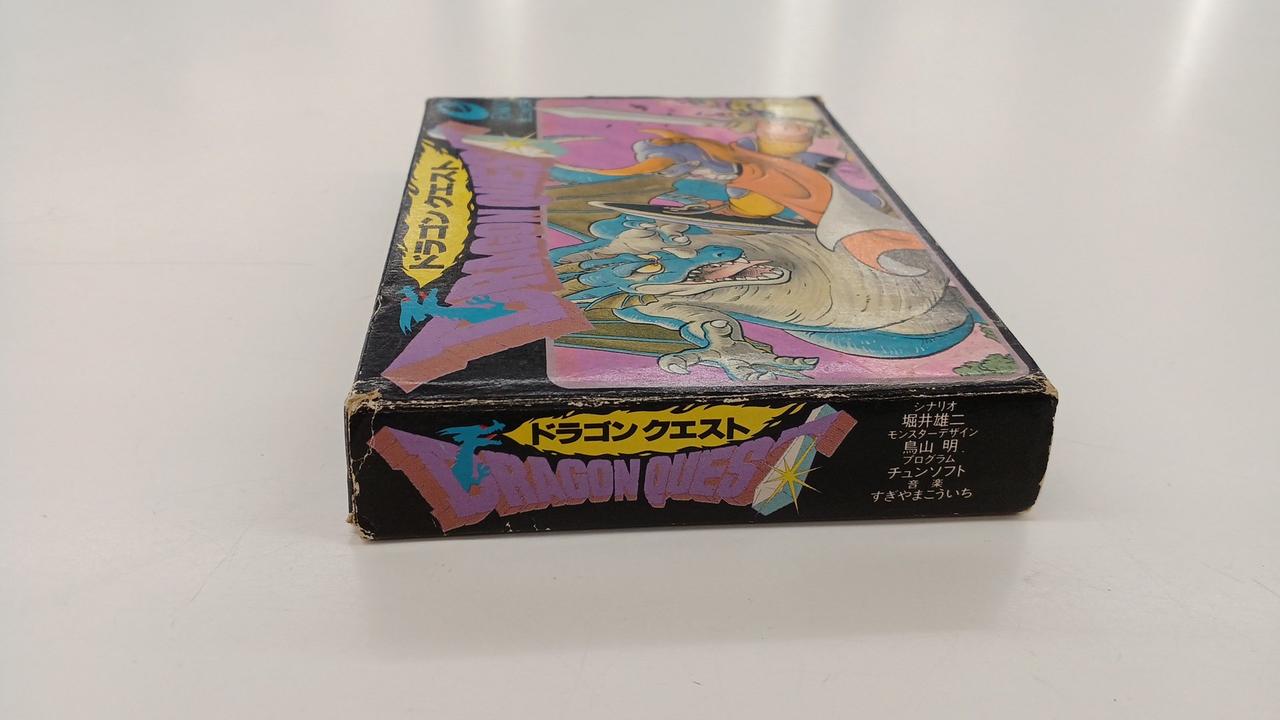 ドラゴンクエスト
DRAGON QUEST
ドラゴンクエスト
DRAGON QUEST
シナリオ
堀井雄二
モンスターデザイン
鳥山 明
プログラム
チュンソフト
音 楽
すぎやまこういち